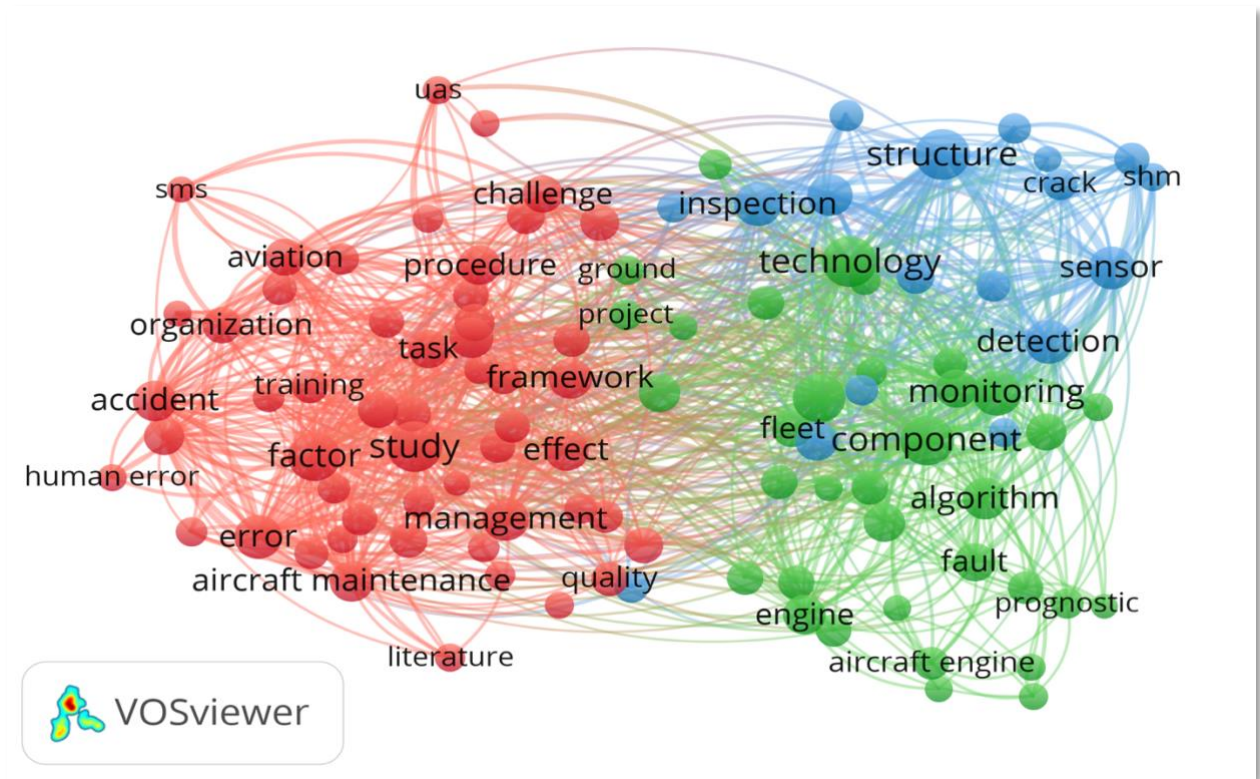 uas
structure
crack
shm
sms
challenge
inspection
aviation
procedure
ground
technology
sensor
organization
project
task
detection
training
framework
monitoring
accident
fleet
component
factor
study
effect
human error
algorithm
management
error
fault
aircraft maintenance
quality
prognostic
engine
literature
aircraft engine
VOSviewer